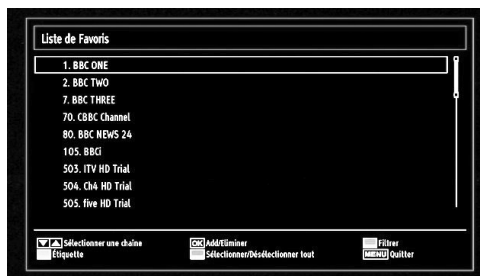 Liste de Favoris
1. BBC ONE
2. BBC TWO
7. BBC THREE
70. CBBC Channel
80. BBC NEWS 24
105. BBCi
503. ITV HD Trial
504. Ch4 HD Trial
505. five HD Trial
Sélectionner une chaîne OK Add/Eliminer Filtrer
Étiquette Sélectionner/Désélectionner tout MENU Quitter